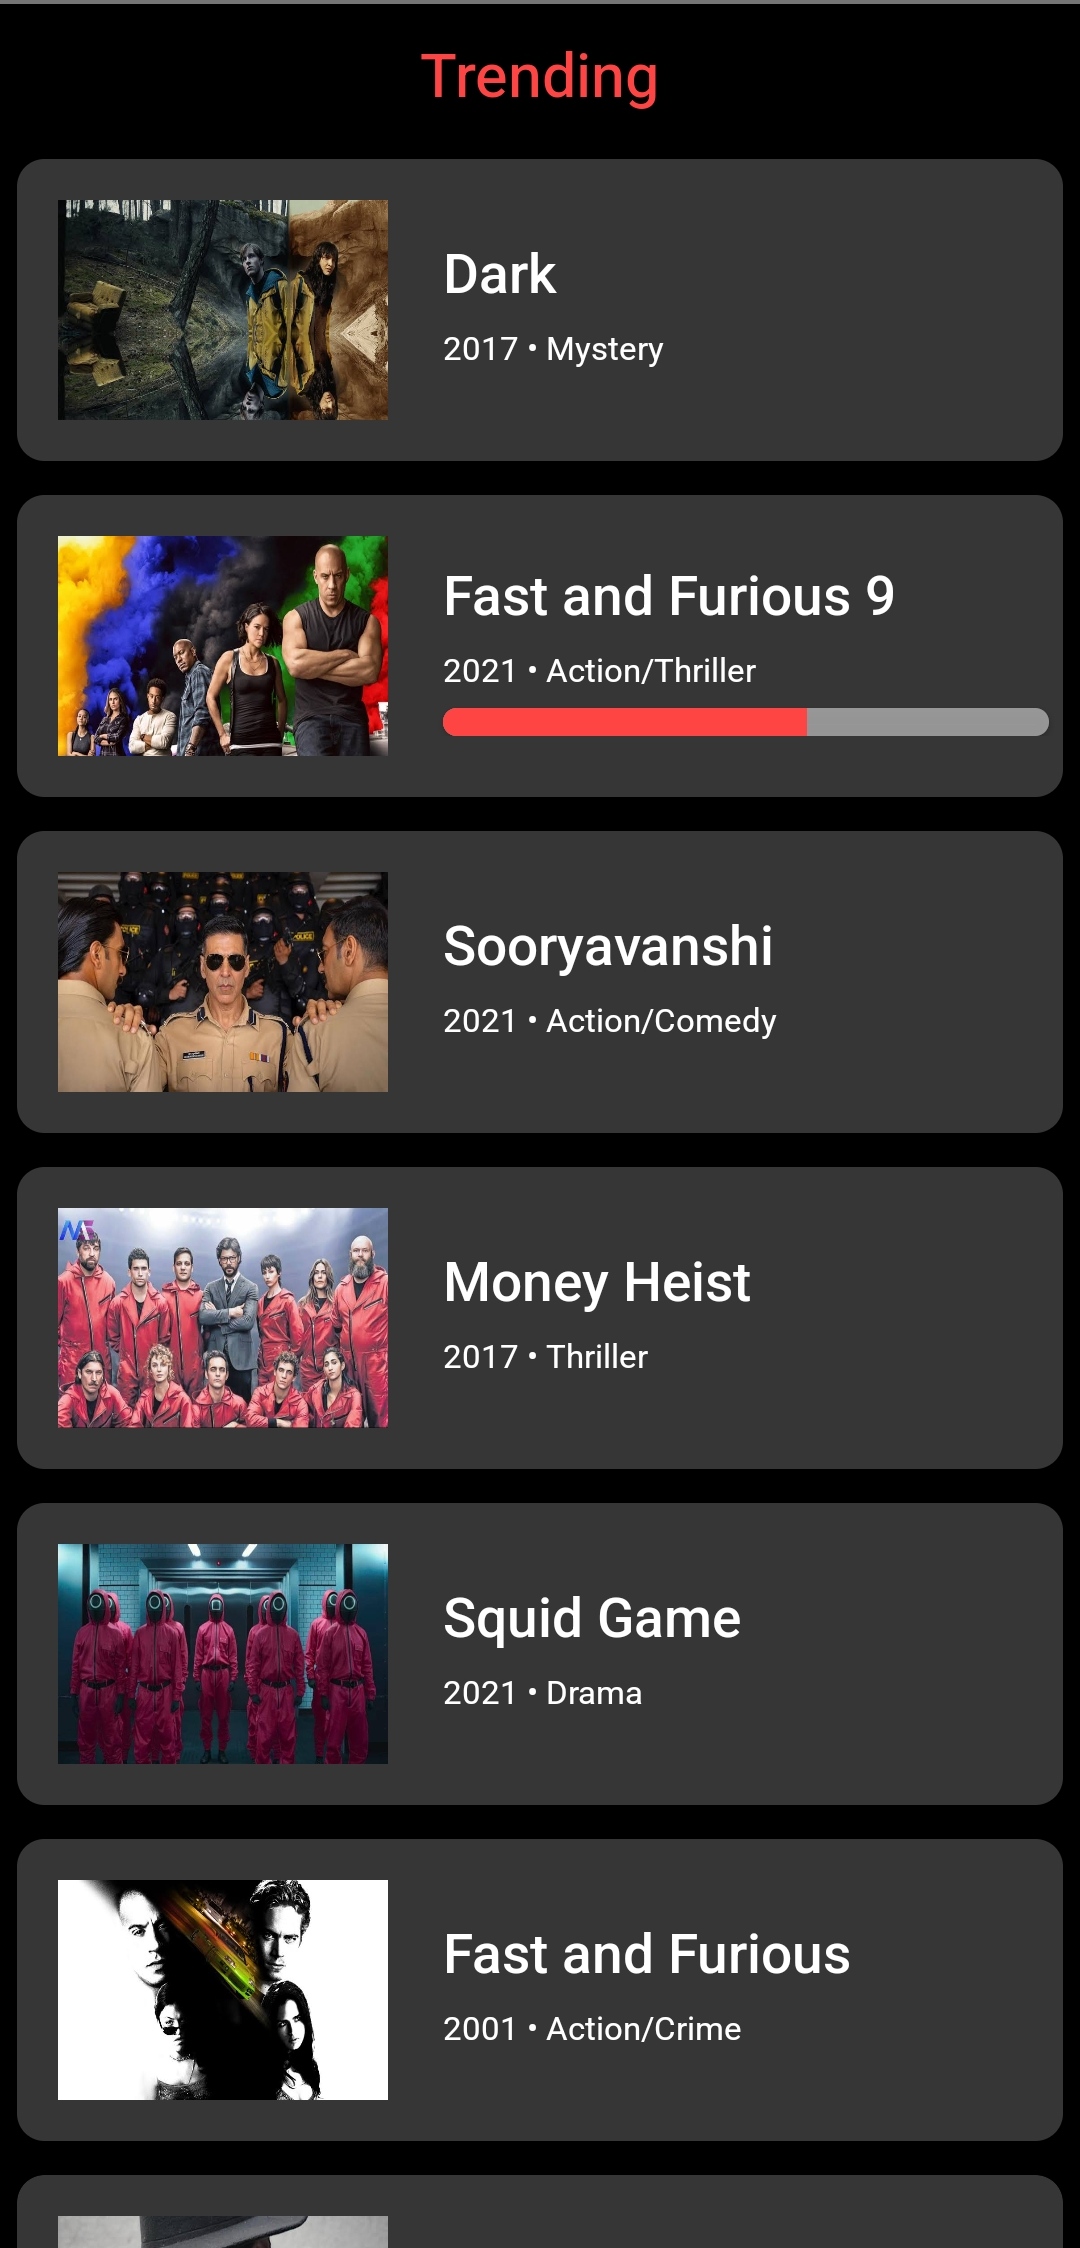 Trending
Dark
2017 • Mystery
Fast and Furious 9
2021 • Action/Thriller
POLICE
Sooryavanshi
2021 • Action/Comedy
Money Heist
2017 • Thriller
Squid Game
2021 • Drama
Fast and Furious
2001 • Action/Crime